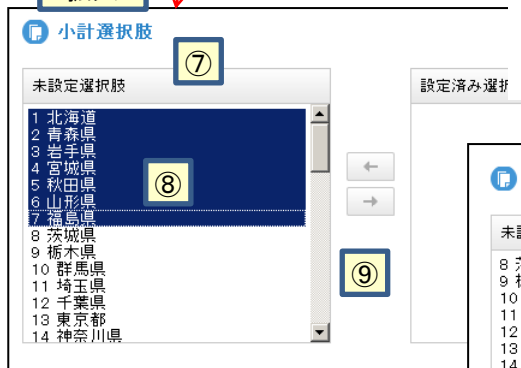 小計選択肢
⑦
未設定選択肢
設定済み選択
1 北海道
2 青森県
3 岩手県
4 宮城県
5 秋田県
6 山形県
7 福島県
8 茨城県
9 栃木県
10 群馬県
11 埼玉県
12 千葉県
13 東京都
14 神奈川県
⑧
←
→
⑨
8
9
10
11
12
13
14